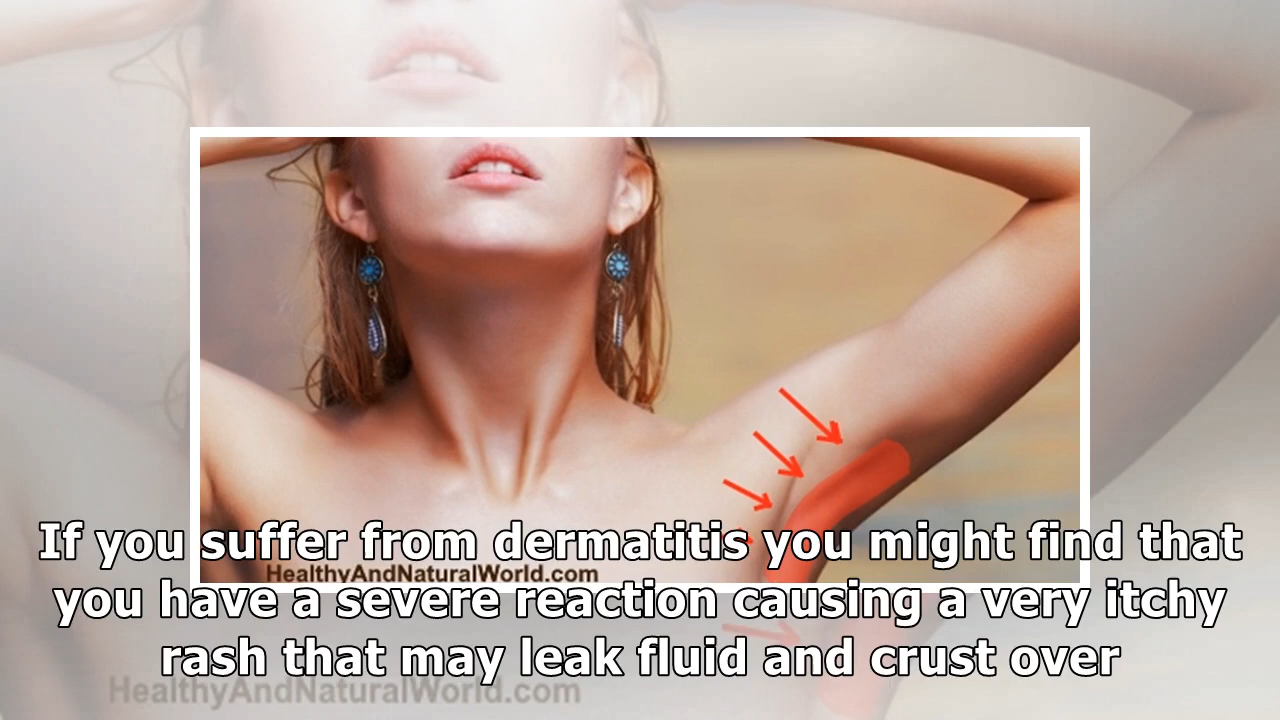 If you suffer from dermatitis you might find that
HealthyAndNaturalWorld.com
you have a severe reaction causing a very itchy
rash that may leak fluid and crust over
HealthyAndNaturalWorld.com